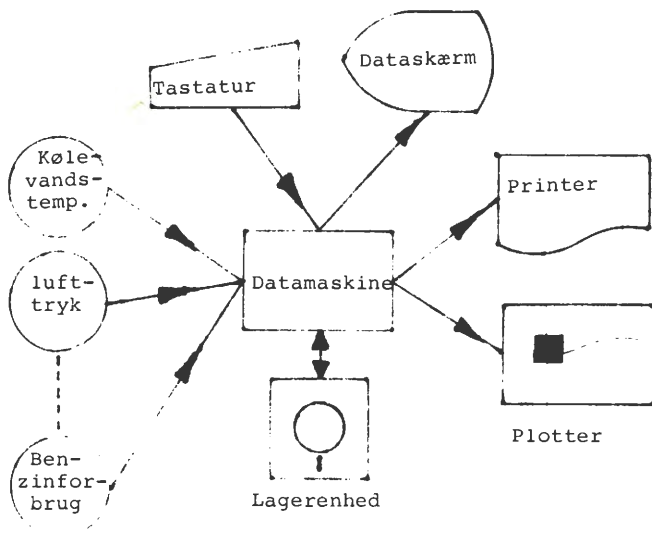 Tastatur
Dataskærm
Køle-
vands-
temp.
Printer
luft-
tryk
Datamaskine
Plotter
Ben-
zinfor-
brug
Lagerenhed